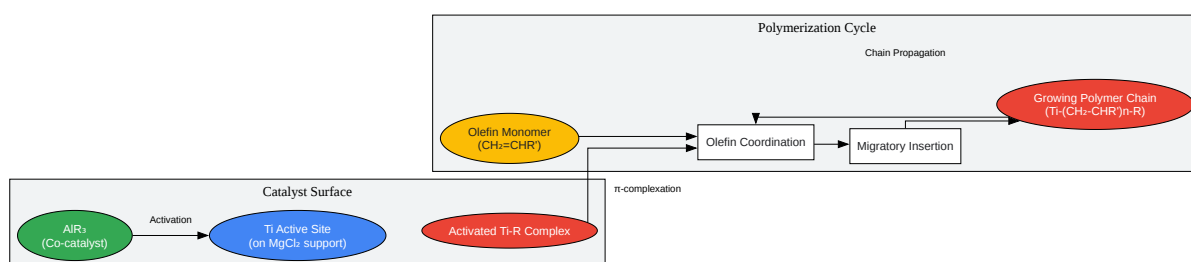 Polymerization Cycle
Chain Propagation
Growing Polymer Chain
(Ti-(CH₂-CHR')n-R)
Olefin Monomer
(CH₂=CHR')
Olefin Coordination
Migratory Insertion
π-complexation
Catalyst Surface
AlR₃
(Co-catalyst)
Activation
Ti Active Site
(on MgCl₂ support)
Activated Ti-R Complex